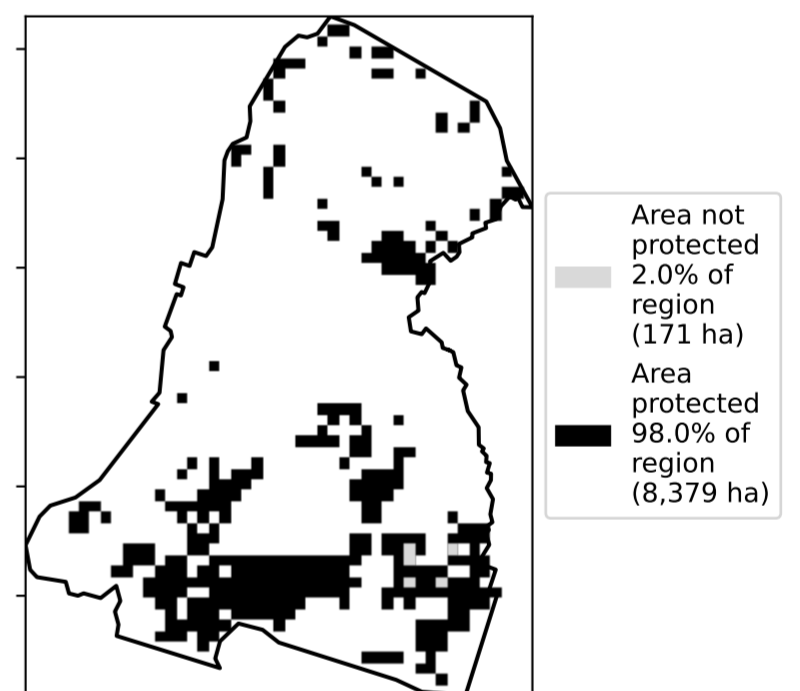 Area not
protected
2.0% of
region
(171 ha)
Area
protected
98.0% of
region
(8,379 ha)